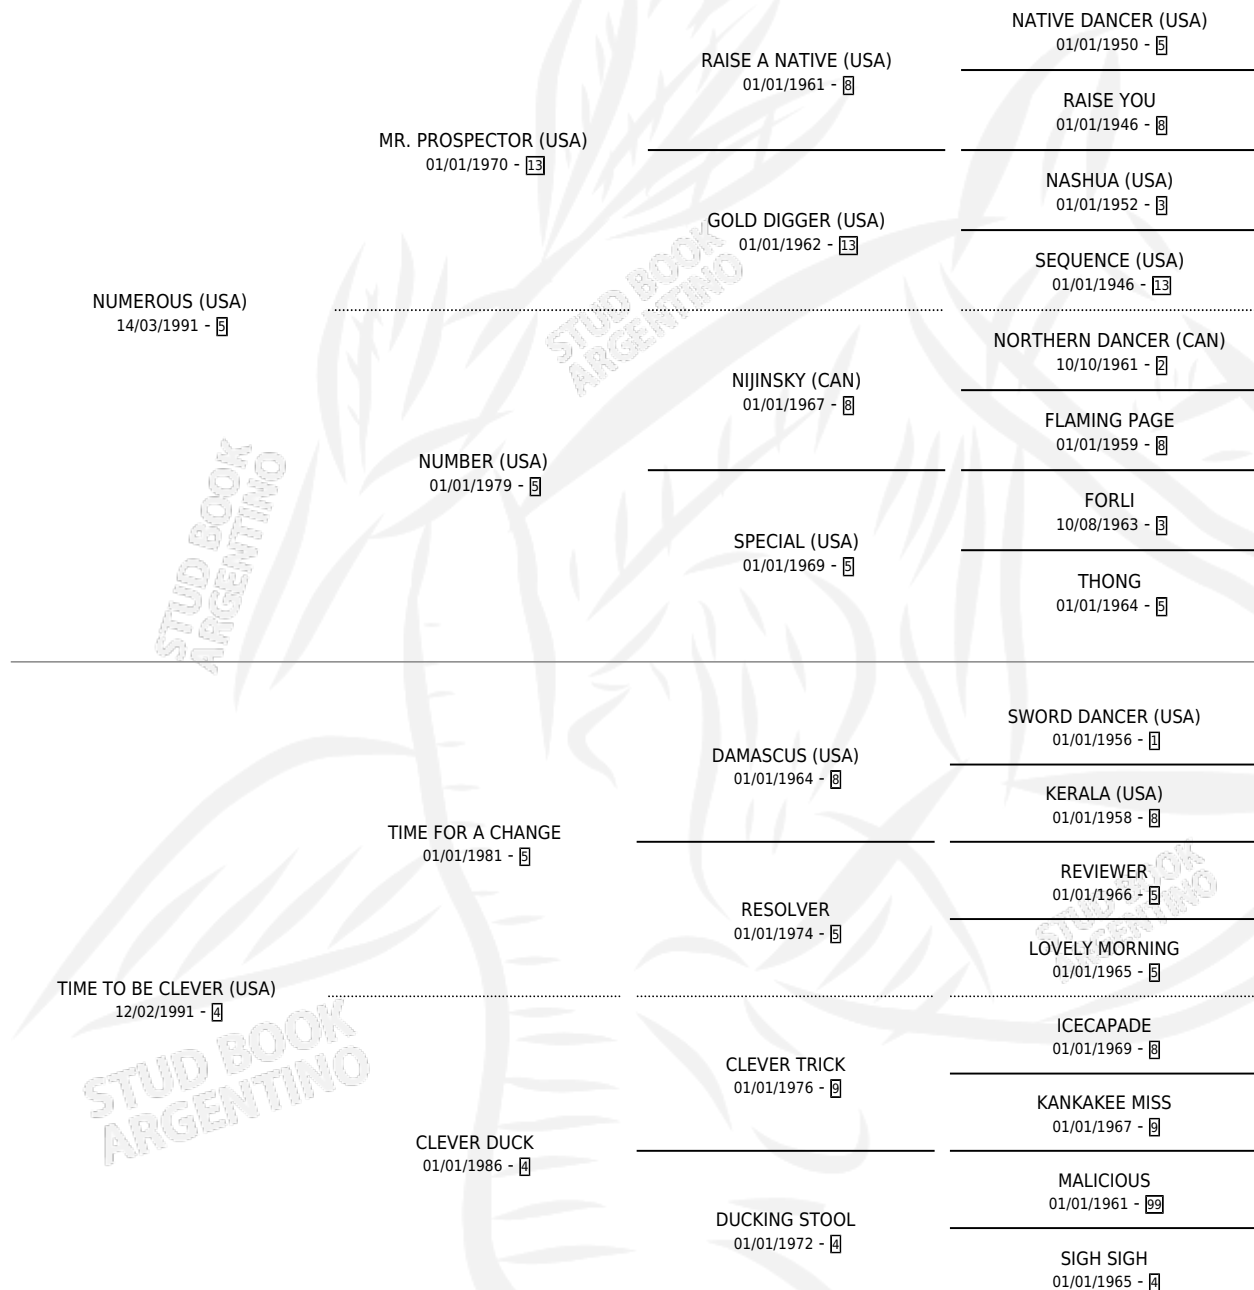 NATIVE DANCER (USA)
01/01/1950 - 5
RAISE A NATIVE (USA)
01/01/1961 - 8
RAISE YOU
01/01/1946 - 8
MR. PROSPECTOR (USA)
01/01/1970 - 13
NASHUA (USA)
01/01/1952 - 3
GOLD DIGGER (USA)
01/01/1962 - 13
SEQUENCE (USA)
01/01/1946 - 13
NUMEROUS (USA)
14/03/1991 - 5
STUD BOOK
ARGENTINO
NORTHERN DANCER (CAN)
10/10/1961 - 2
NIJINSKY (CAN)
01/01/1967 - 8
FLAMING PAGE
01/01/1959 - 8
NUMBER (USA)
01/01/1979 - 5
FORLI
10/08/1963 - 3
SPECIAL (USA)
01/01/1969 - 5
THONG
01/01/1964 - 5
STUD BOOK
ARGENTINO
SWORD DANCER (USA)
01/01/1956 - 1
DAMASCUS (USA)
01/01/1964 - 8
KERALA (USA)
01/01/1958 - 8
TIME FOR A CHANGE
01/01/1981 - 5
REVIEWER
01/01/1966 - 5
RESOLVER
01/01/1974 - 5
LOVELY MORNING
01/01/1965 - 5
STUD BOOK
ARGENTINO
TIME TO BE CLEVER (USA)
12/02/1991 - 4
ICECAPADE
01/01/1969 - 8
CLEVER TRICK
01/01/1976 - 9
KANKAKEE MISS
01/01/1967 - 9
STUD BOOK
ARGENTINO
CLEVER DUCK
01/01/1986 - 4
MALICIOUS
01/01/1961 - 99
DUCKING STOOL
01/01/1972 - 4
SIGH SIGH
01/01/1965 - 4